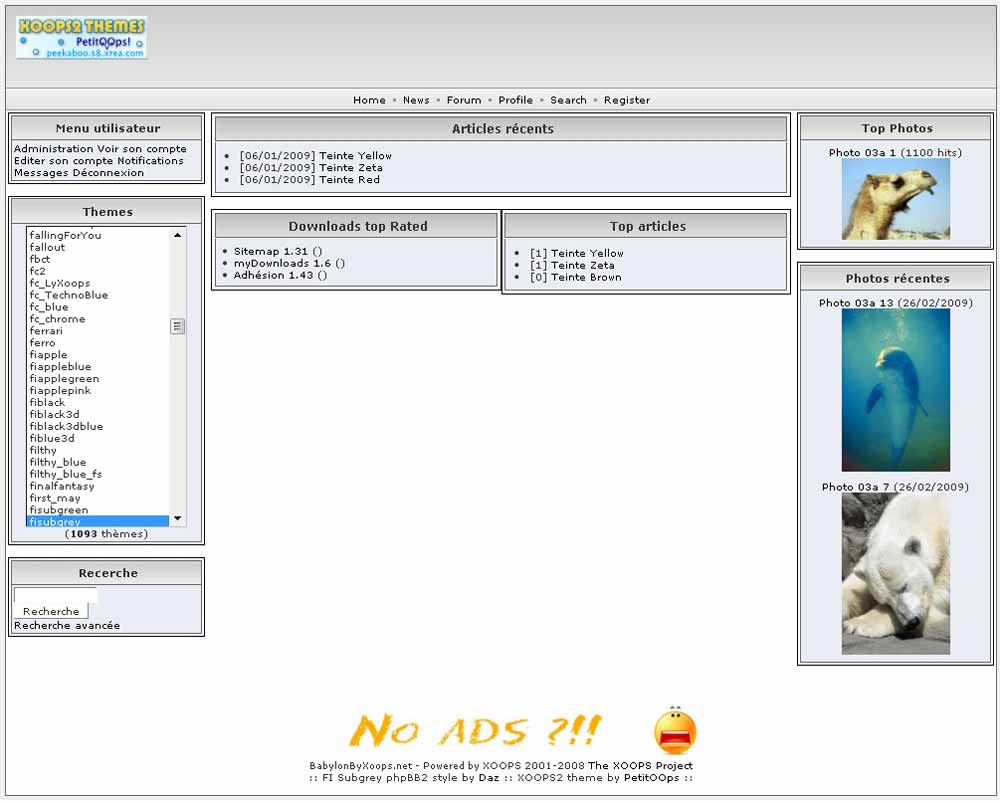 XOOPS2 THEMES
PetitOOps!
peekaboo.s8.xrea.com
Home • News • Forum • Profile • Search • Register
Menu utilisateur
Administration Voir son compte
Editer son compte Notifications
Messages Déconnexion
Themes
fallingForYou
fallout
fbct
fc2
fc_LyXoops
fc_TechnoBlue
fc_blue
fc_chrome
ferrari
ferro
fiapple
fiappleblue
fiapplegreen
fiapplepink
fiblack
fiblack3d
fiblack3dblue
fiblue3d
filthy
filthy_blue
filthy_blue_fs
finalfantasy
first_may
fisubgreen
fisubgrey
(1093 thèmes)
Recerche
Recherche
Recherche avancée
Articles récents
• [06/01/2009] Teinte Yellow
• [06/01/2009] Teinte Zeta
• [06/01/2009] Teinte Red
Downloads top Rated
• Sitemap 1.31 ()
• myDownloads 1.6 ()
• Adhésion 1.43 ()
Top articles
• [1] Teinte Yellow
• [1] Teinte Zeta
• [0] Teinte Brown
Top Photos
Photo 03a 1 (1100 hits)
Photos récentes
Photo 03a 13 (26/02/2009)
Photo 03a 7 (26/02/2009)
No ADS ?!!
BabylonByXoops.net - Powered by XOOPS 2001-2008 The XOOPS Project
:: FI Subgrey phpBB2 style by Daz :: XOOPS2 theme by PetitOOps ::